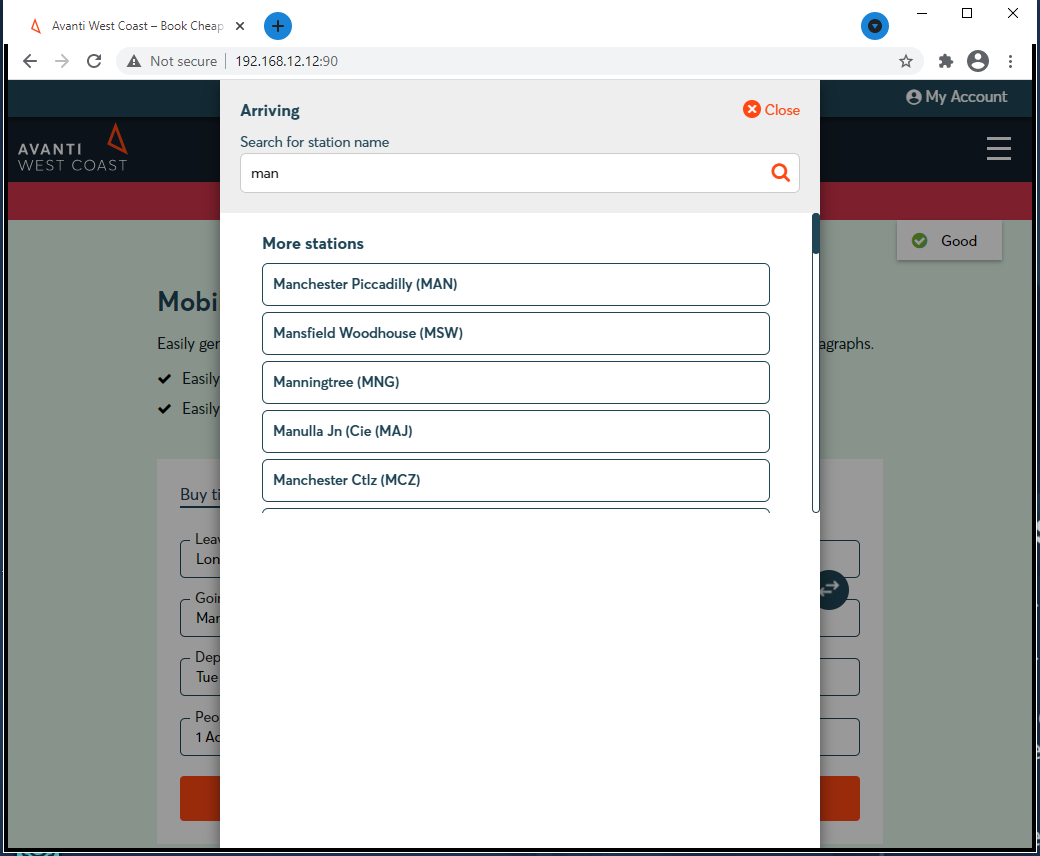 Avanti West Coast – Book Cheap
Not secure
192.168.12.12:90
My Account
AVANTI
WEST COAST
Arriving
Close
Search for station name
man
More stations
Manchester Piccadilly (MAN)
Mansfield Woodhouse (MSW)
Manningtree (MNG)
Manulla Jn (Cie (MAJ)
Manchester Ctlz (MCZ)
Good
Mobi
Easily ger
agraphs.
Easily
Easily
Buy ti
Leav
Lon
Goi
Mar
Dep
Tue
Peo
1 Ac